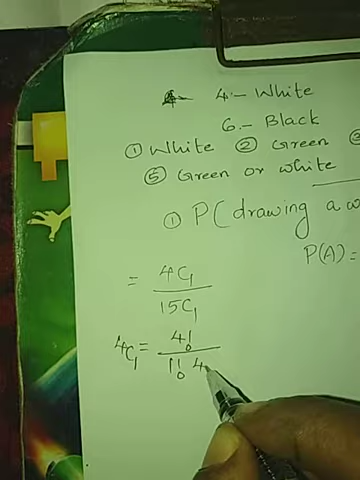 4:- White
6.- Black
① White ② Green ③
⑤ Green or white
① P(drawing a
P(A) =
= 4C₁ / 15C₁
4C₁ = 4! / 1! 4